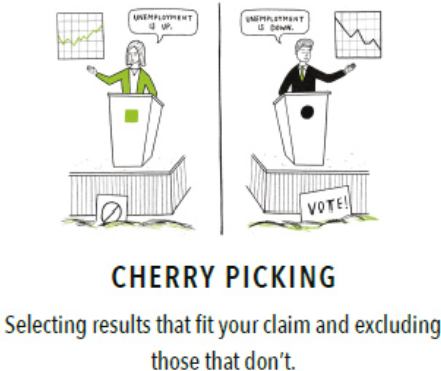 UNEMPLOYMENT
IS UP.
UNEMPLOYMENT
IS DOWN.
VOTE!
CHERRY PICKING
Selecting results that fit your claim and excluding
those that don't.